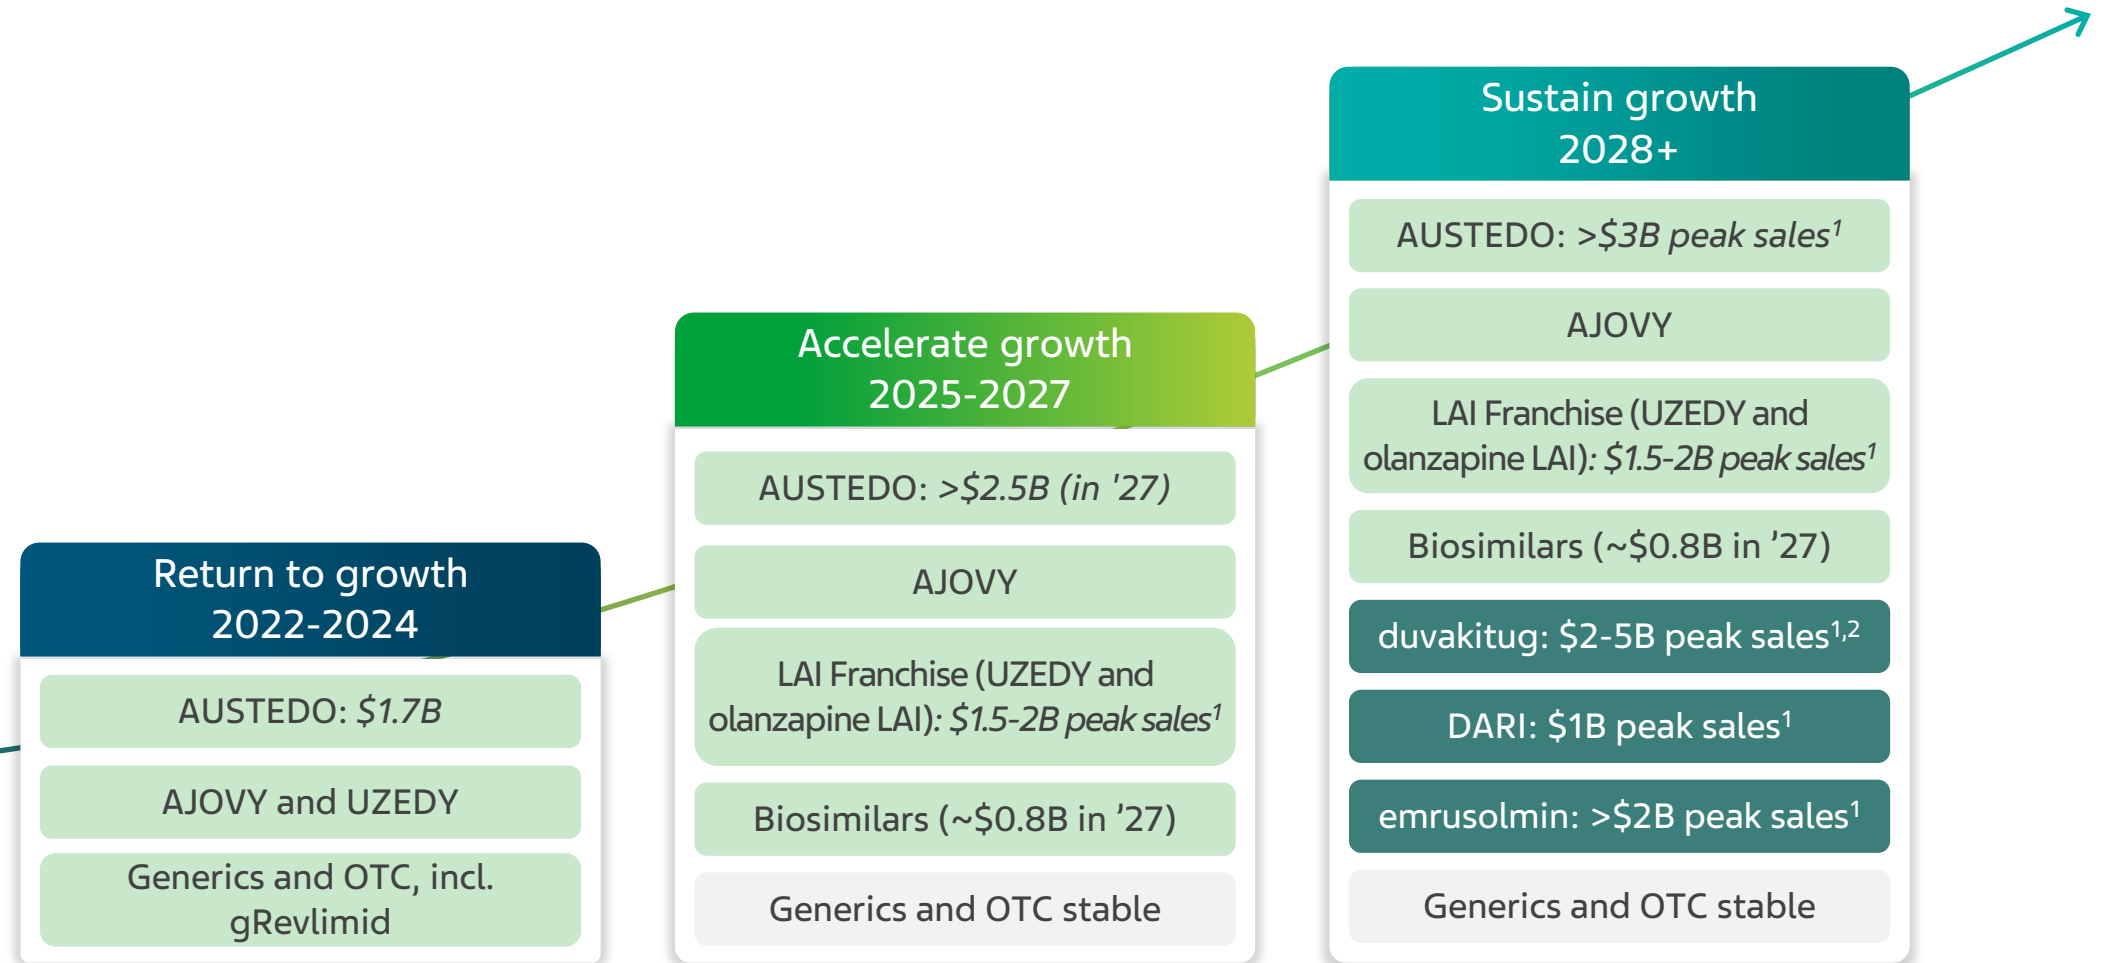 Return to growth
2022-2024
AUSTEDO: $1.7B
AJOVY and UZEDY
Generics and OTC, incl.
gRevlimid
Accelerate growth
2025-2027
AUSTEDO: >$2.5B (in '27)
AJOVY
LAI Franchise (UZEDY and
olanzapine LAI): $1.5-2B peak sales¹
Biosimilars (~$0.8B in ’27)
Generics and OTC stable
Sustain growth
2028+
AUSTEDO: >$3B peak sales¹
AJOVY
LAI Franchise (UZEDY and
olanzapine LAI): $1.5-2B peak sales¹
Biosimilars (~$0.8B in ’27)
duvakitug: $2-5B peak sales¹,²
DARI: $1B peak sales¹
emrusolmin: >$2B peak sales¹
Generics and OTC stable